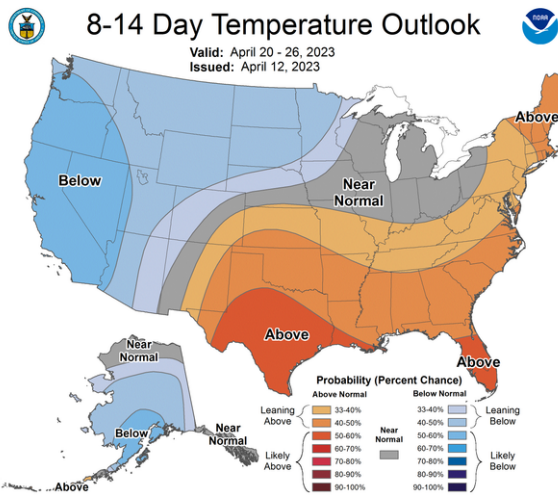 8-14 Day Temperature Outlook
Valid: April 20 - 26, 2023
Issued: April 12, 2023
NOAA
Above
Below
Near
Normal
Above
Above
Near
Normal
Below
Near
Normal
Above
Probability (Percent Chance)
Above Normal
Below Normal
Leaning
Above
33-40%
40-50%
50-60%
60-70%
70-80%
80-90%
90-100%
Likely
Above
Near
Normal
33-40%
40-50%
50-60%
60-70%
70-80%
80-90%
90-100%
Leaning
Below
Likely
Below